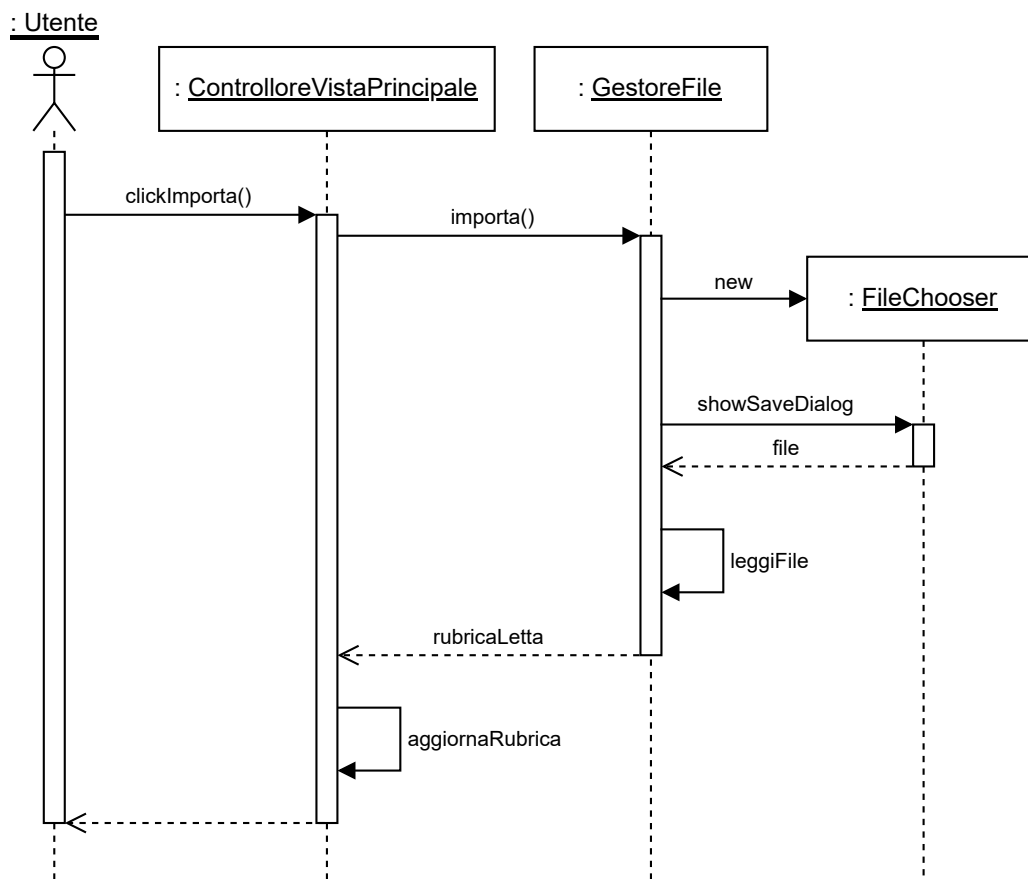 : Utente
: ControlloreVistaPrincipale
: GestoreFile
clickImporta()
importa()
new
: FileChooser
showSaveDialog
file
leggiFile
rubricaLetta
aggiornaRubrica